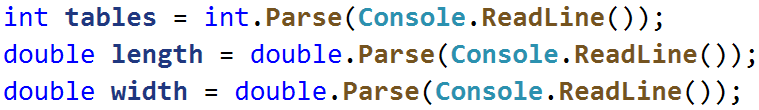 int tables = int.Parse(Console.ReadLine());
double length = double.Parse(Console.ReadLine());
double width = double.Parse(Console.ReadLine());